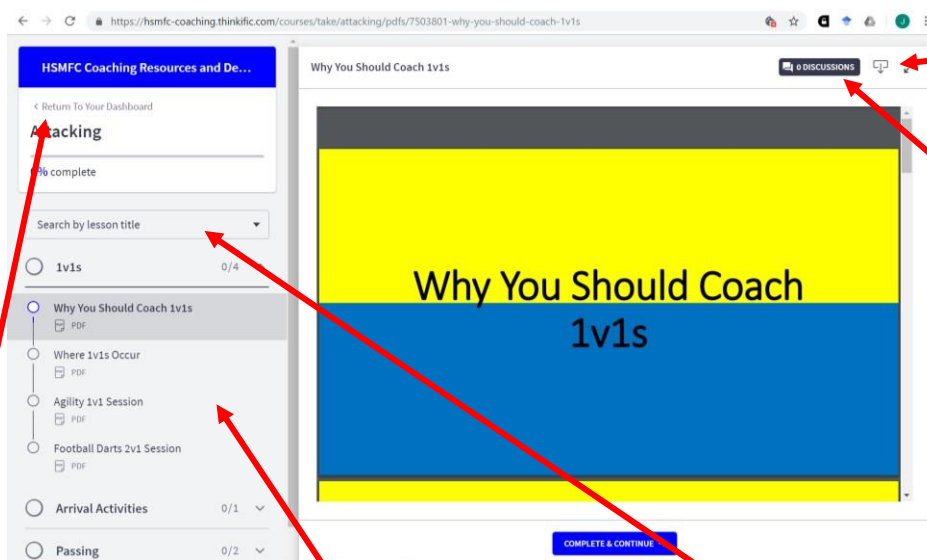 https://hsmfc-coaching.thinkific.com/courses/take/attacking/pdfs/7503801-why-you-should-coach-1v1s
J
HSMFC Coaching Resources and De...
< Return To Your Dashboard
Attacking
% complete
Search by lesson title
1v1s 0/4
Why You Should Coach 1v1s
PDF
Where 1v1s Occur
PDF
Agility 1v1 Session
PDF
Football Darts 2v1 Session
PDF
Arrival Activities 0/1
Passing 0/2
Why You Should Coach 1v1s
0 DISCUSSIONS
Why You Should Coach
1v1s
COMPLETE & CONTINUE